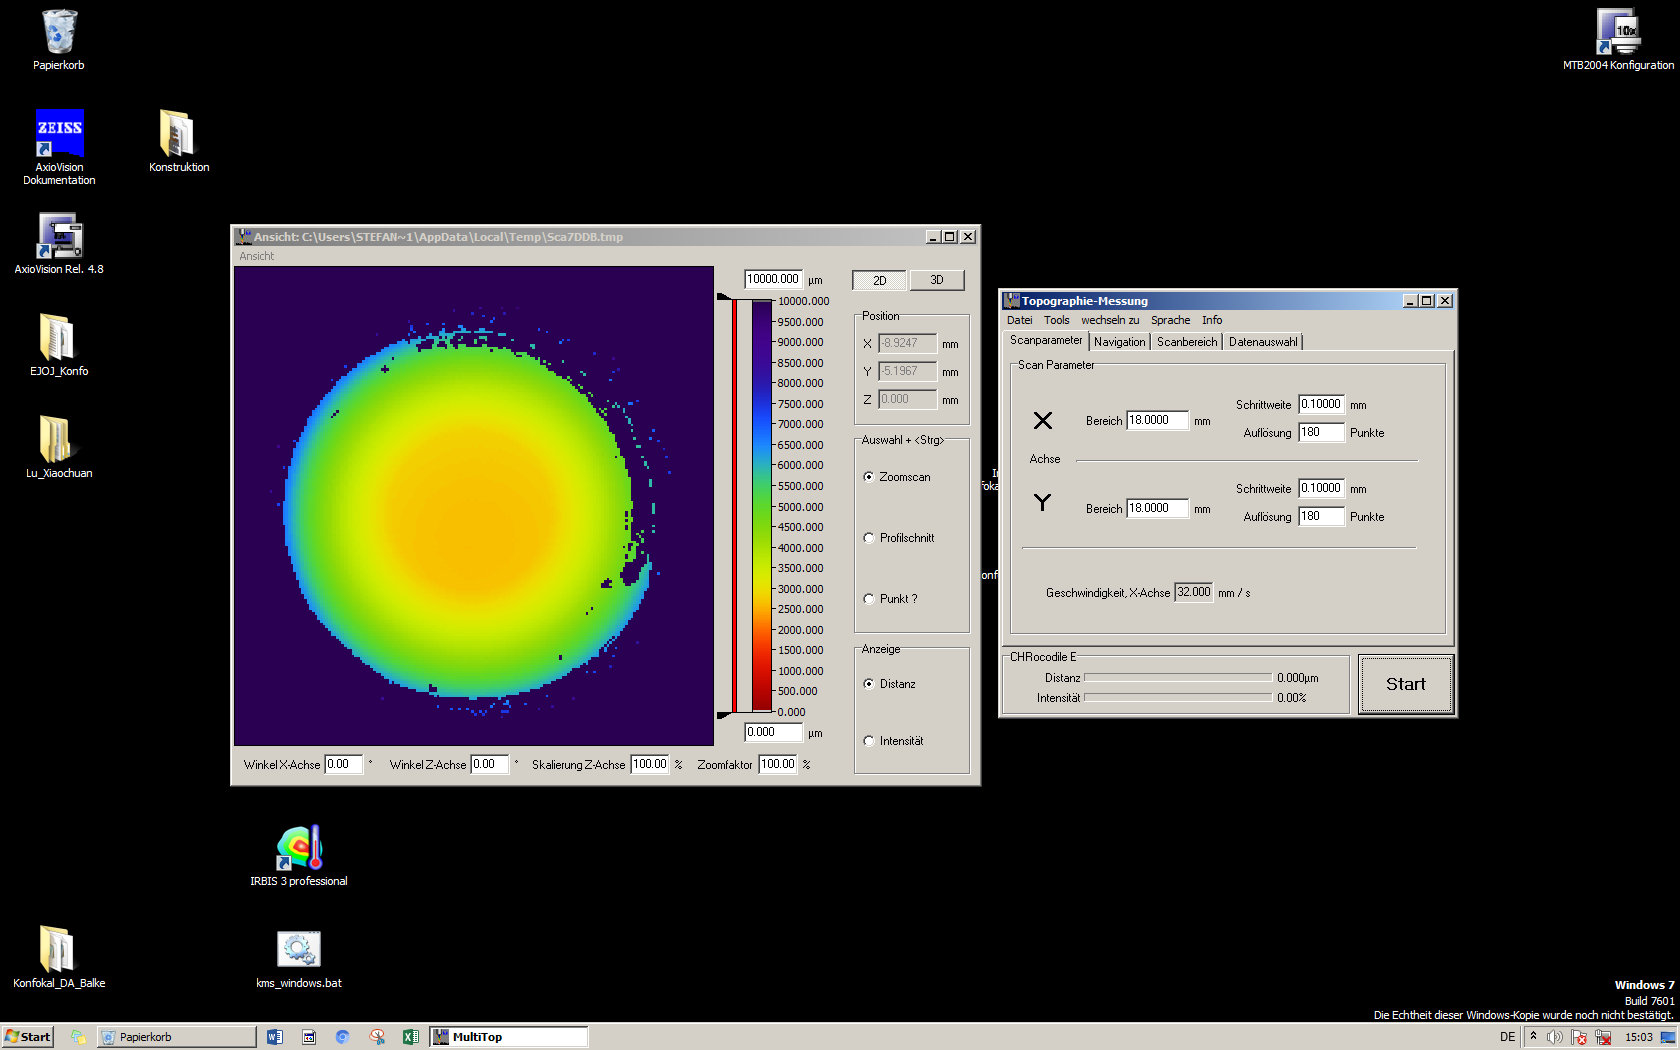 Papierkorb
MTB2004 Konfiguration
ZEISS
AxioVision
Dokumentation
Konstruktion
AxioVision Rel. 4.8
EJOJ_Konfo
Lu_Xiaochuan
Ansicht: C:\Users\STEFAN~1\AppData\Local\Temp\Sca7DDB.tmp
Ansicht
10000.000 µm
2D
3D
10000.000
9500.000
9000.000
8500.000
8000.000
7500.000
7000.000
6500.000
6000.000
5500.000
5000.000
4500.000
4000.000
3500.000
3000.000
2500.000
2000.000
1500.000
1000.000
500.000
0.000
0.000 µm
Position
X -8.9247 mm
Y -5.1967 mm
Z 0.000 mm
Auswahl + <Strg>
Zoomscan
Profilschnitt
Punkt ?
Anzeige
Distanz
Intensität
Winkel X-Achse 0.00 ° Winkel Z-Achse 0.00 ° Skalierung Z-Achse 100.00 % Zoomfaktor 100.00 %
Topographie-Messung
Datei Tools wechseln zu Sprache Info
Scanparameter Navigation Scanbereich Datenauswahl
Scan Parameter
X Bereich 18.0000 mm
Schrittweite 0.10000 mm
Auflösung 180 Punkte
Achse
Y Bereich 18.0000 mm
Schrittweite 0.10000 mm
Auflösung 180 Punkte
Geschwindigkeit, X-Achse 32.000 mm / s
CHRocodile E
Distanz 0.000µm
Intensität 0.00%
Start
IRBIS 3 professional
Konfokal_DA_Balke
kms_windows.bat
Windows 7
Build 7601
Die Echtheit dieser Windows-Kopie wurde noch nicht bestätigt.
Start Papierkorb MultiTop DE 15:03